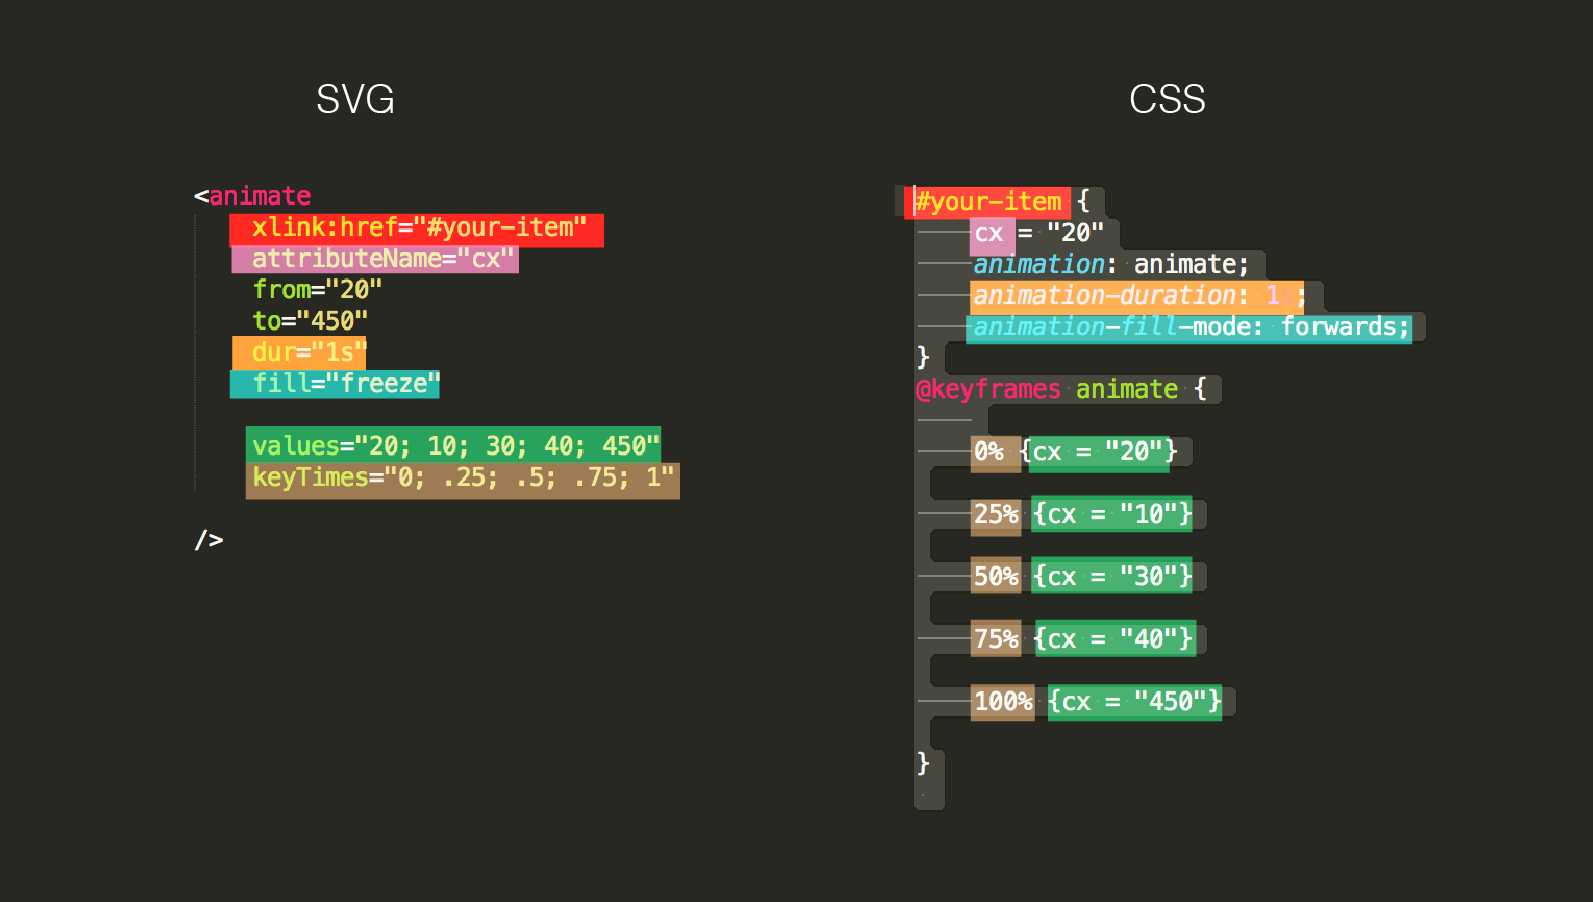 SVG
<animate
xlink:href="#your-item"
attributeName="cx"
from="20"
to="450"
dur="1s"
fill="freeze"
values="20; 10; 30; 40; 450"
keyTimes="0; .25; .5; .75; 1"
/>
CSS
#your-item {
cx = "20"
animation: animate;
animation-duration: 1s;
animation-fill-mode: forwards;
}
@keyframes animate {
0% {cx = "20"}
25% {cx = "10"}
50% {cx = "30"}
75% {cx = "40"}
100% {cx = "450"}
}